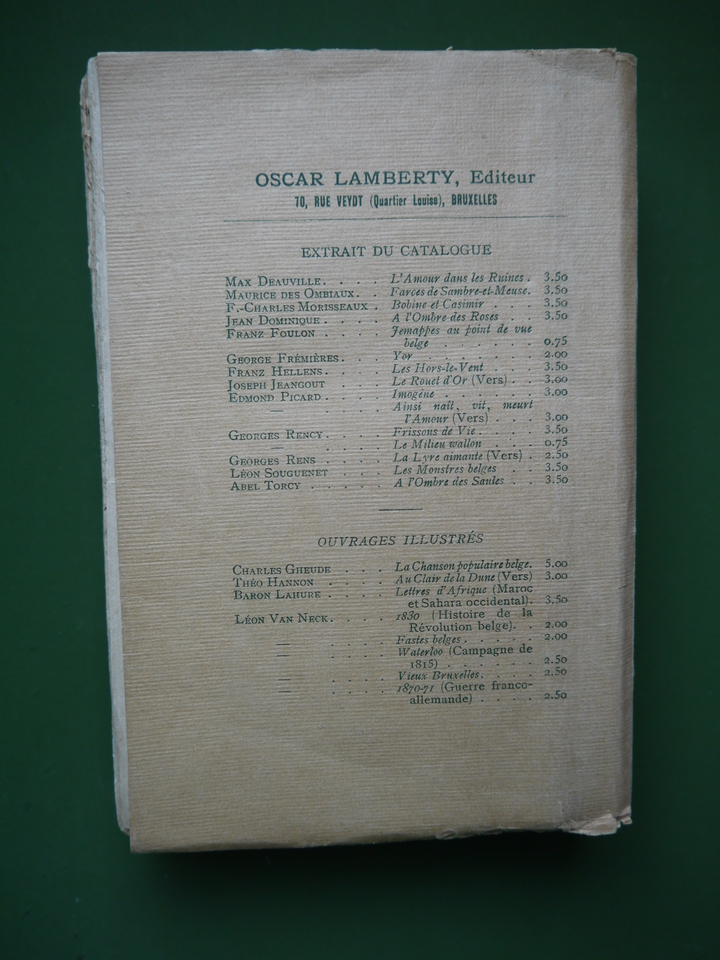 OSCAR LAMBERTY, Editeur
70, RUE VEYDT (Quartier Louise), BRUXELLES
EXTRAIT DU CATALOGUE
MAX DEAUVILLE. . . . L'Amour dans les Ruines . 3.50
MAURICE DES OMBIAUX. . Farces de Sambre-et-Meuse. 3.50
F.-CHARLES MORISSEAUX . Bobine et Casimir . . 3.50
JEAN DOMINIQUE . . . . A l'Ombre des Roses . . 3.50
FRANZ FOULON . . . . Jemappes au point de vue
belge . . . . . 0.75
GEORGE FRÉMIÈRES. . . Yor . . . . . . 2.00
FRANZ HELLENS. . . . Les Hors-le-Vent . . . 3.50
JOSEPH JEANGOUT . . . Le Rouet d'Or (Vers) . . 3.00
EDMOND PICARD. . . . Imogène . . . . . 3.00
— . . . . Ainsi naît, vit, meurt
l'Amour (Vers) . . . 3.00
GEORGES RENCY. . . . Frissons de Vie. . . . 3.50
— . . . . Le Milieu wallon . . . 0.75
GEORGES RENS . . . . La Lyre aimante (Vers) . 2.50
LÉON SOUGUENET . . . Les Monstres belges . . 3.50
ABEL TORCY . . . . . A l'Ombre des Saules . . 3.50
OUVRAGES ILLUSTRÉS
CHARLES GHEUDE . . . La Chanson populaire belge. 5.00
THÉO HANNON . . . . Au Clair de la Dune (Vers) 3.00
BARON LAHURE . . . . Lettres d'Afrique (Maroc
et Sahara occidental). 3.50
LÉON VAN NECK. . . . 1830 (Histoire de la
Révolution belge). . 2.00
— . . . Fastes belges. . . . . 2.00
— . . . Waterloo (Campagne de
1815) . . . . . . 2.50
— . . . . Vieux Bruxelles. . . . 2.50
— . . . . 1870-71 (Guerre franco-
allemande) . . . . 2.50